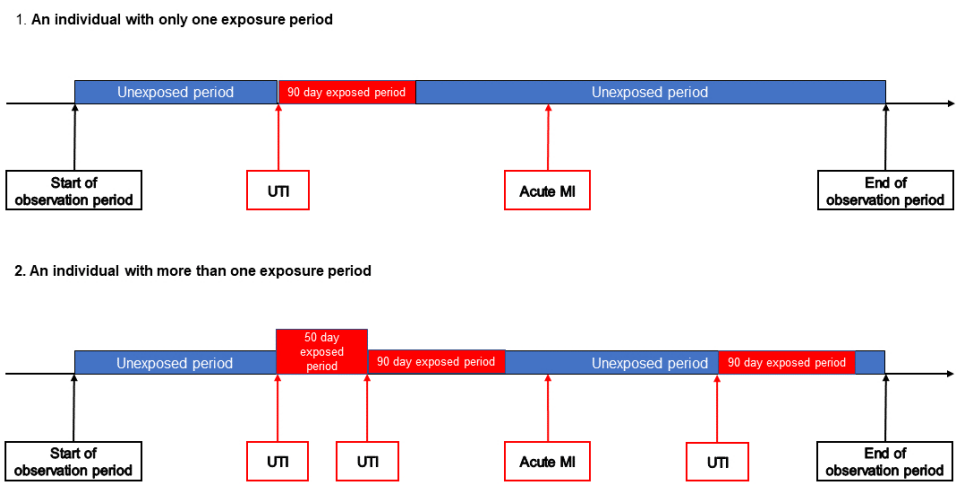 1. An individual with only one exposure period
Unexposed period
90 day exposed period
Unexposed period
Start of
observation period
UTI
Acute MI
End of
observation period
2. An individual with more than one exposure period
50 day
exposed
period
Unexposed period
90 day exposed period
Unexposed period
90 day exposed period
Start of
observation period
UTI
UTI
Acute MI
UTI
End of
observation period